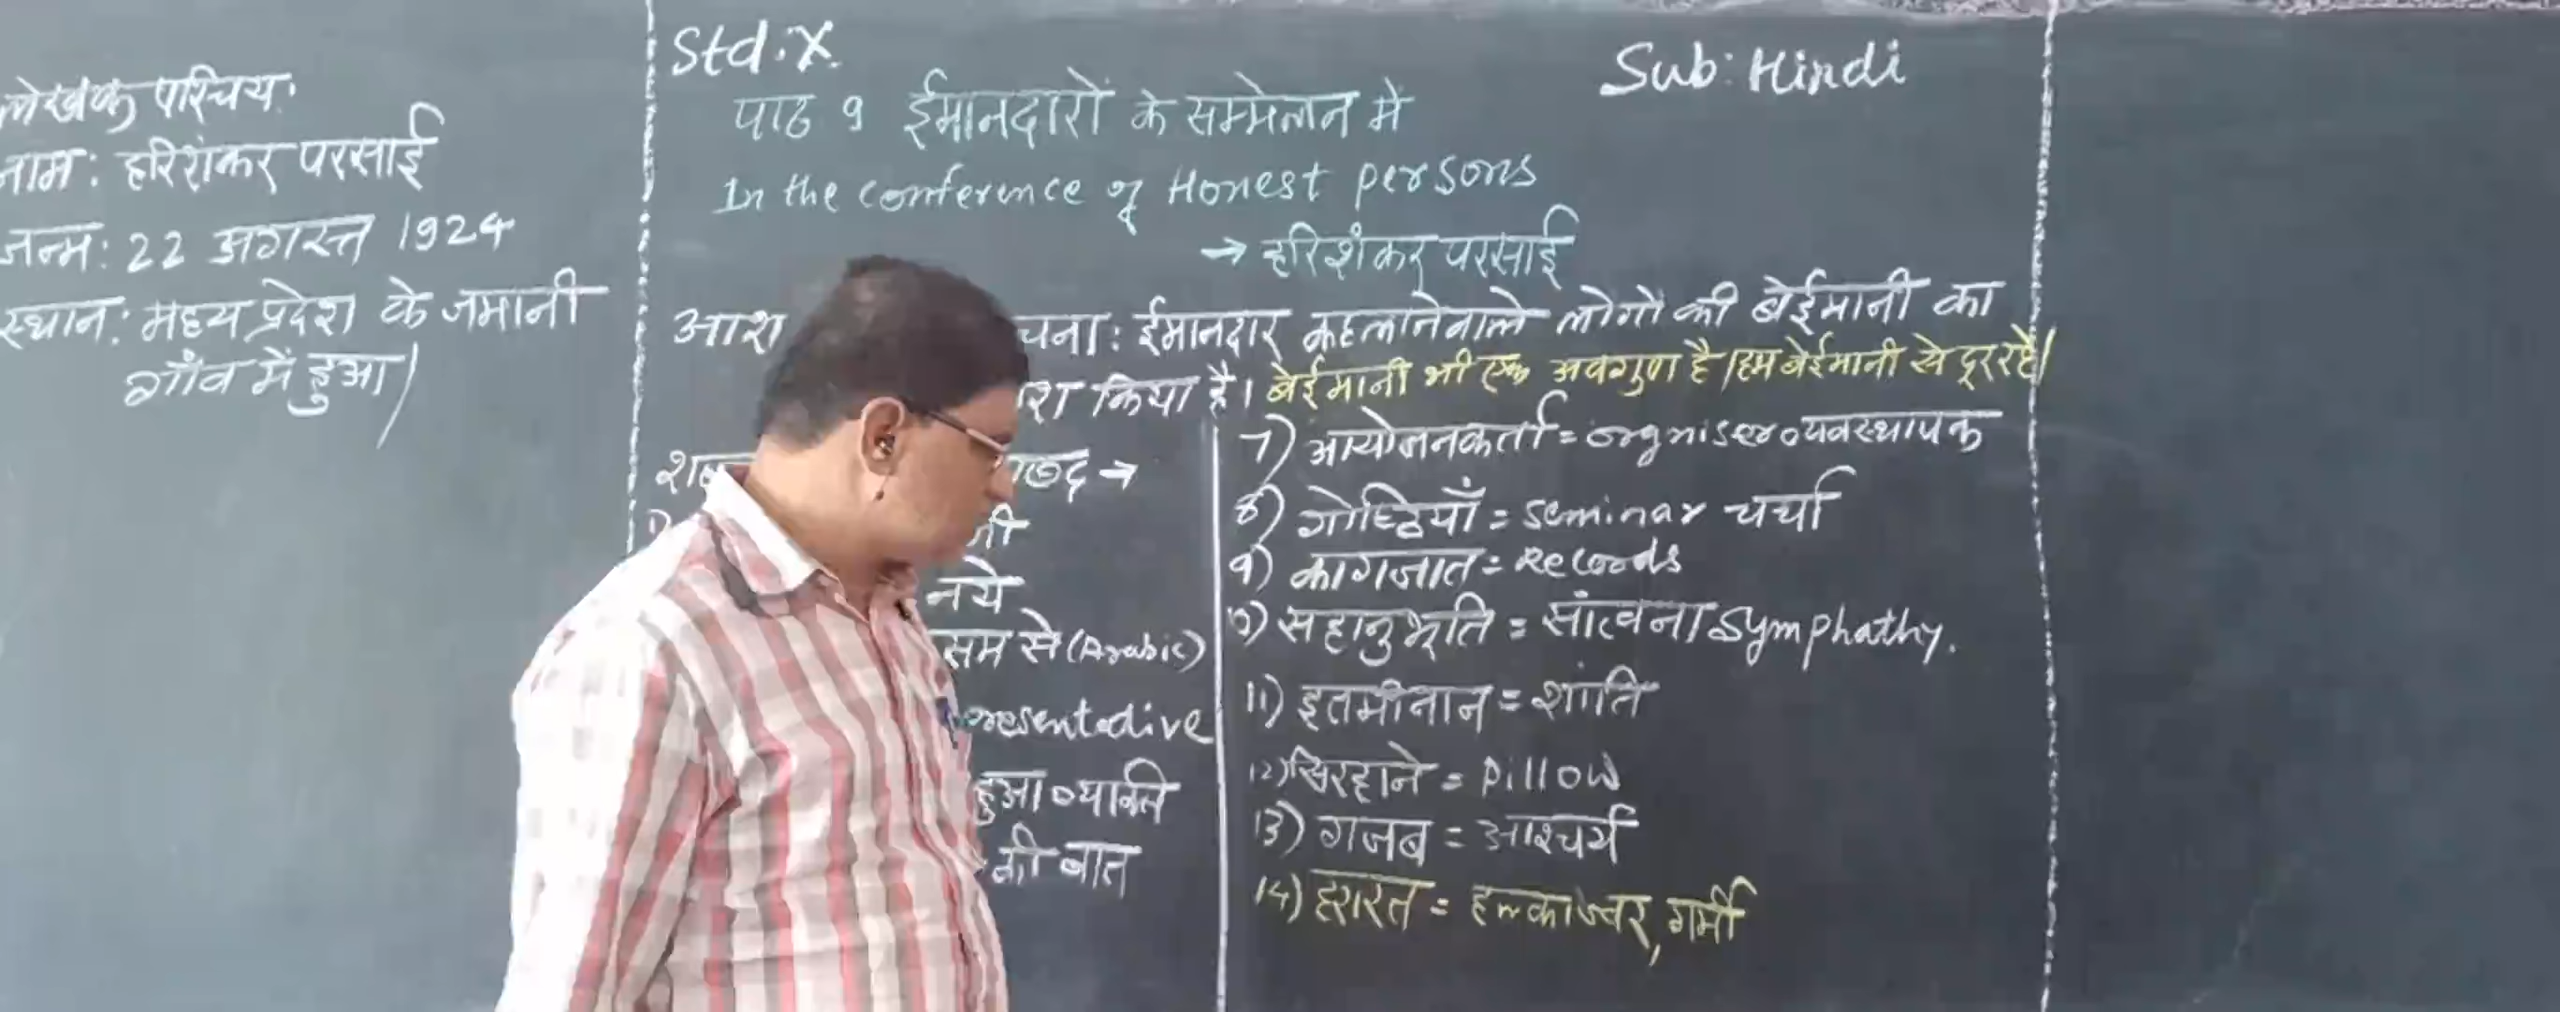 लेखक परिचय:
नाम: हरिशंकर परसाई
जन्म: 22 अगस्त 1924
स्थान: मध्य प्रदेश के जमानी
गाँव में हुआ।
Std: X.
Sub: Hindi
पाठ 9 ईमानदारों के सम्मेलन में
In the conference of Honest persons
→ हरिशंकर परसाई
आश चना: ईमानदार कहलानेवाले लोगों की बेईमानी का
किया है। बेईमानी भी एक अवगुण है। हम बेईमानी से दूर रहें।
→
नये
से (Arabic)
presentedive
हुआ व्यक्ति
की बात
7) आयोजनकर्ता = orgniser व्यवस्थापक
8) गोष्ठियाँ = seminar चर्चा
9) कागजात = Records
10) सहानुभूति = सांत्वना Symphathy.
11) इतमीनान = शांति
12) सिरहाने = pillow
13) गजब = आश्चर्य
14) हरारत = हल्का ज्वर, गर्मी